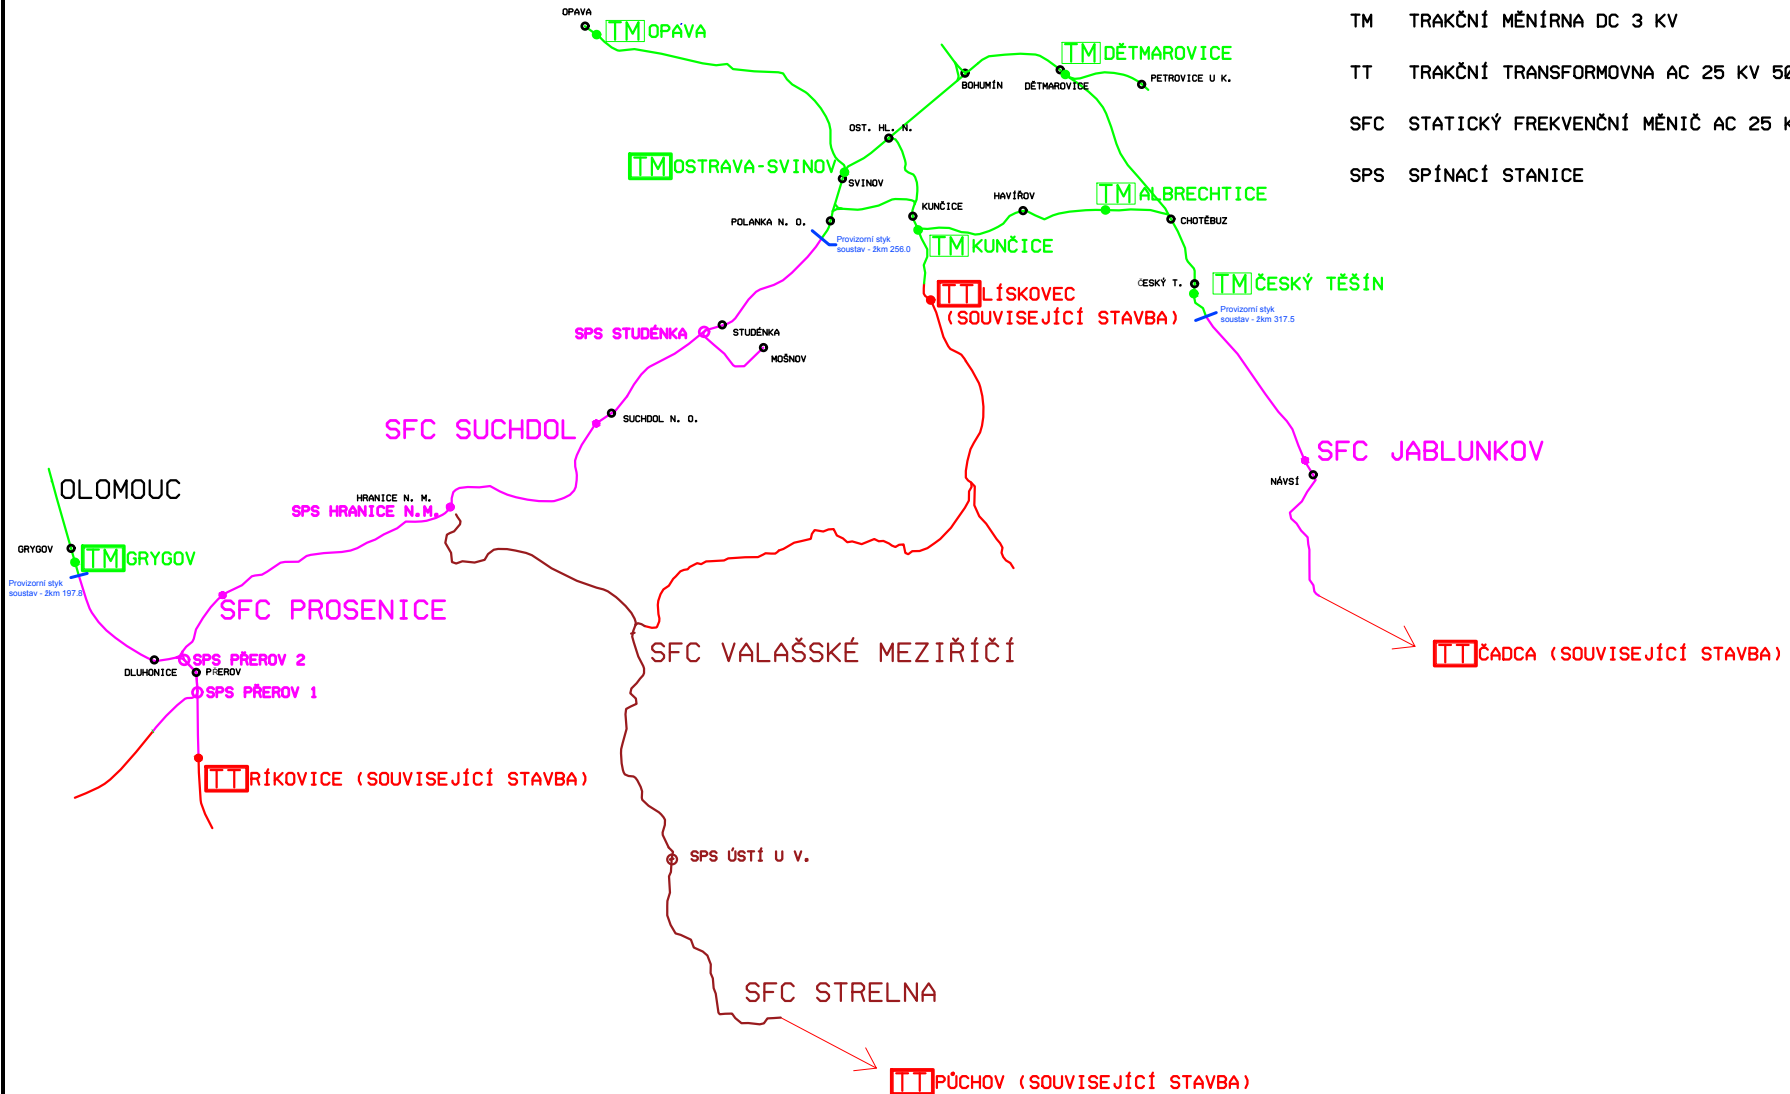 OPAVA
TM OPAVA
TM DĚTMAROVICE
BOHUMÍN
DĚTMAROVICE
PETROVICE U K.
OST. HL. N.
TM OSTRAVA-SVINOV
SVINOV
POLANKA N. O.
KUNČICE
HAVÍŘOV
TM ALBRECHTICE
CHOTĚBUZ
Provizorní styk
soustav - žkm 256.0
TM KUNČICE
ČESKÝ T.
TM ČESKÝ TĚŠÍN
TT LÍSKOVEC
(SOUVISEJÍCÍ STAVBA)
Provizorní styk
soustav - žkm 317.5
SPS STUDÉNKA
STUDÉNKA
MOŠNOV
SFC SUCHDOL
SUCHDOL N. O.
SFC JABLUNKOV
NÁVSÍ
OLOMOUC
HRANICE N. M.
SPS HRANICE N.M.
GRYGOV
TM GRYGOV
Provizorní styk
soustav - žkm 197.8
SFC PROSENICE
SFC VALAŠSKÉ MEZIŘÍČÍ
TT ČADCA (SOUVISEJÍCÍ STAVBA)
SPS PŘEROV 2
DLUHONICE
PŘEROV
SPS PŘEROV 1
TT RÍKOVICE (SOUVISEJÍCÍ STAVBA)
SPS ÚSTÍ U V.
SFC STRELNA
TT PŮCHOV (SOUVISEJÍCÍ STAVBA)
TM TRAKČNÍ MĚNÍRNA DC 3 KV
TT TRAKČNÍ TRANSFORMOVNA AC 25 KV 50
SFC STATICKÝ FREKVENČNÍ MĚNIČ AC 25 K
SPS SPÍNACÍ STANICE